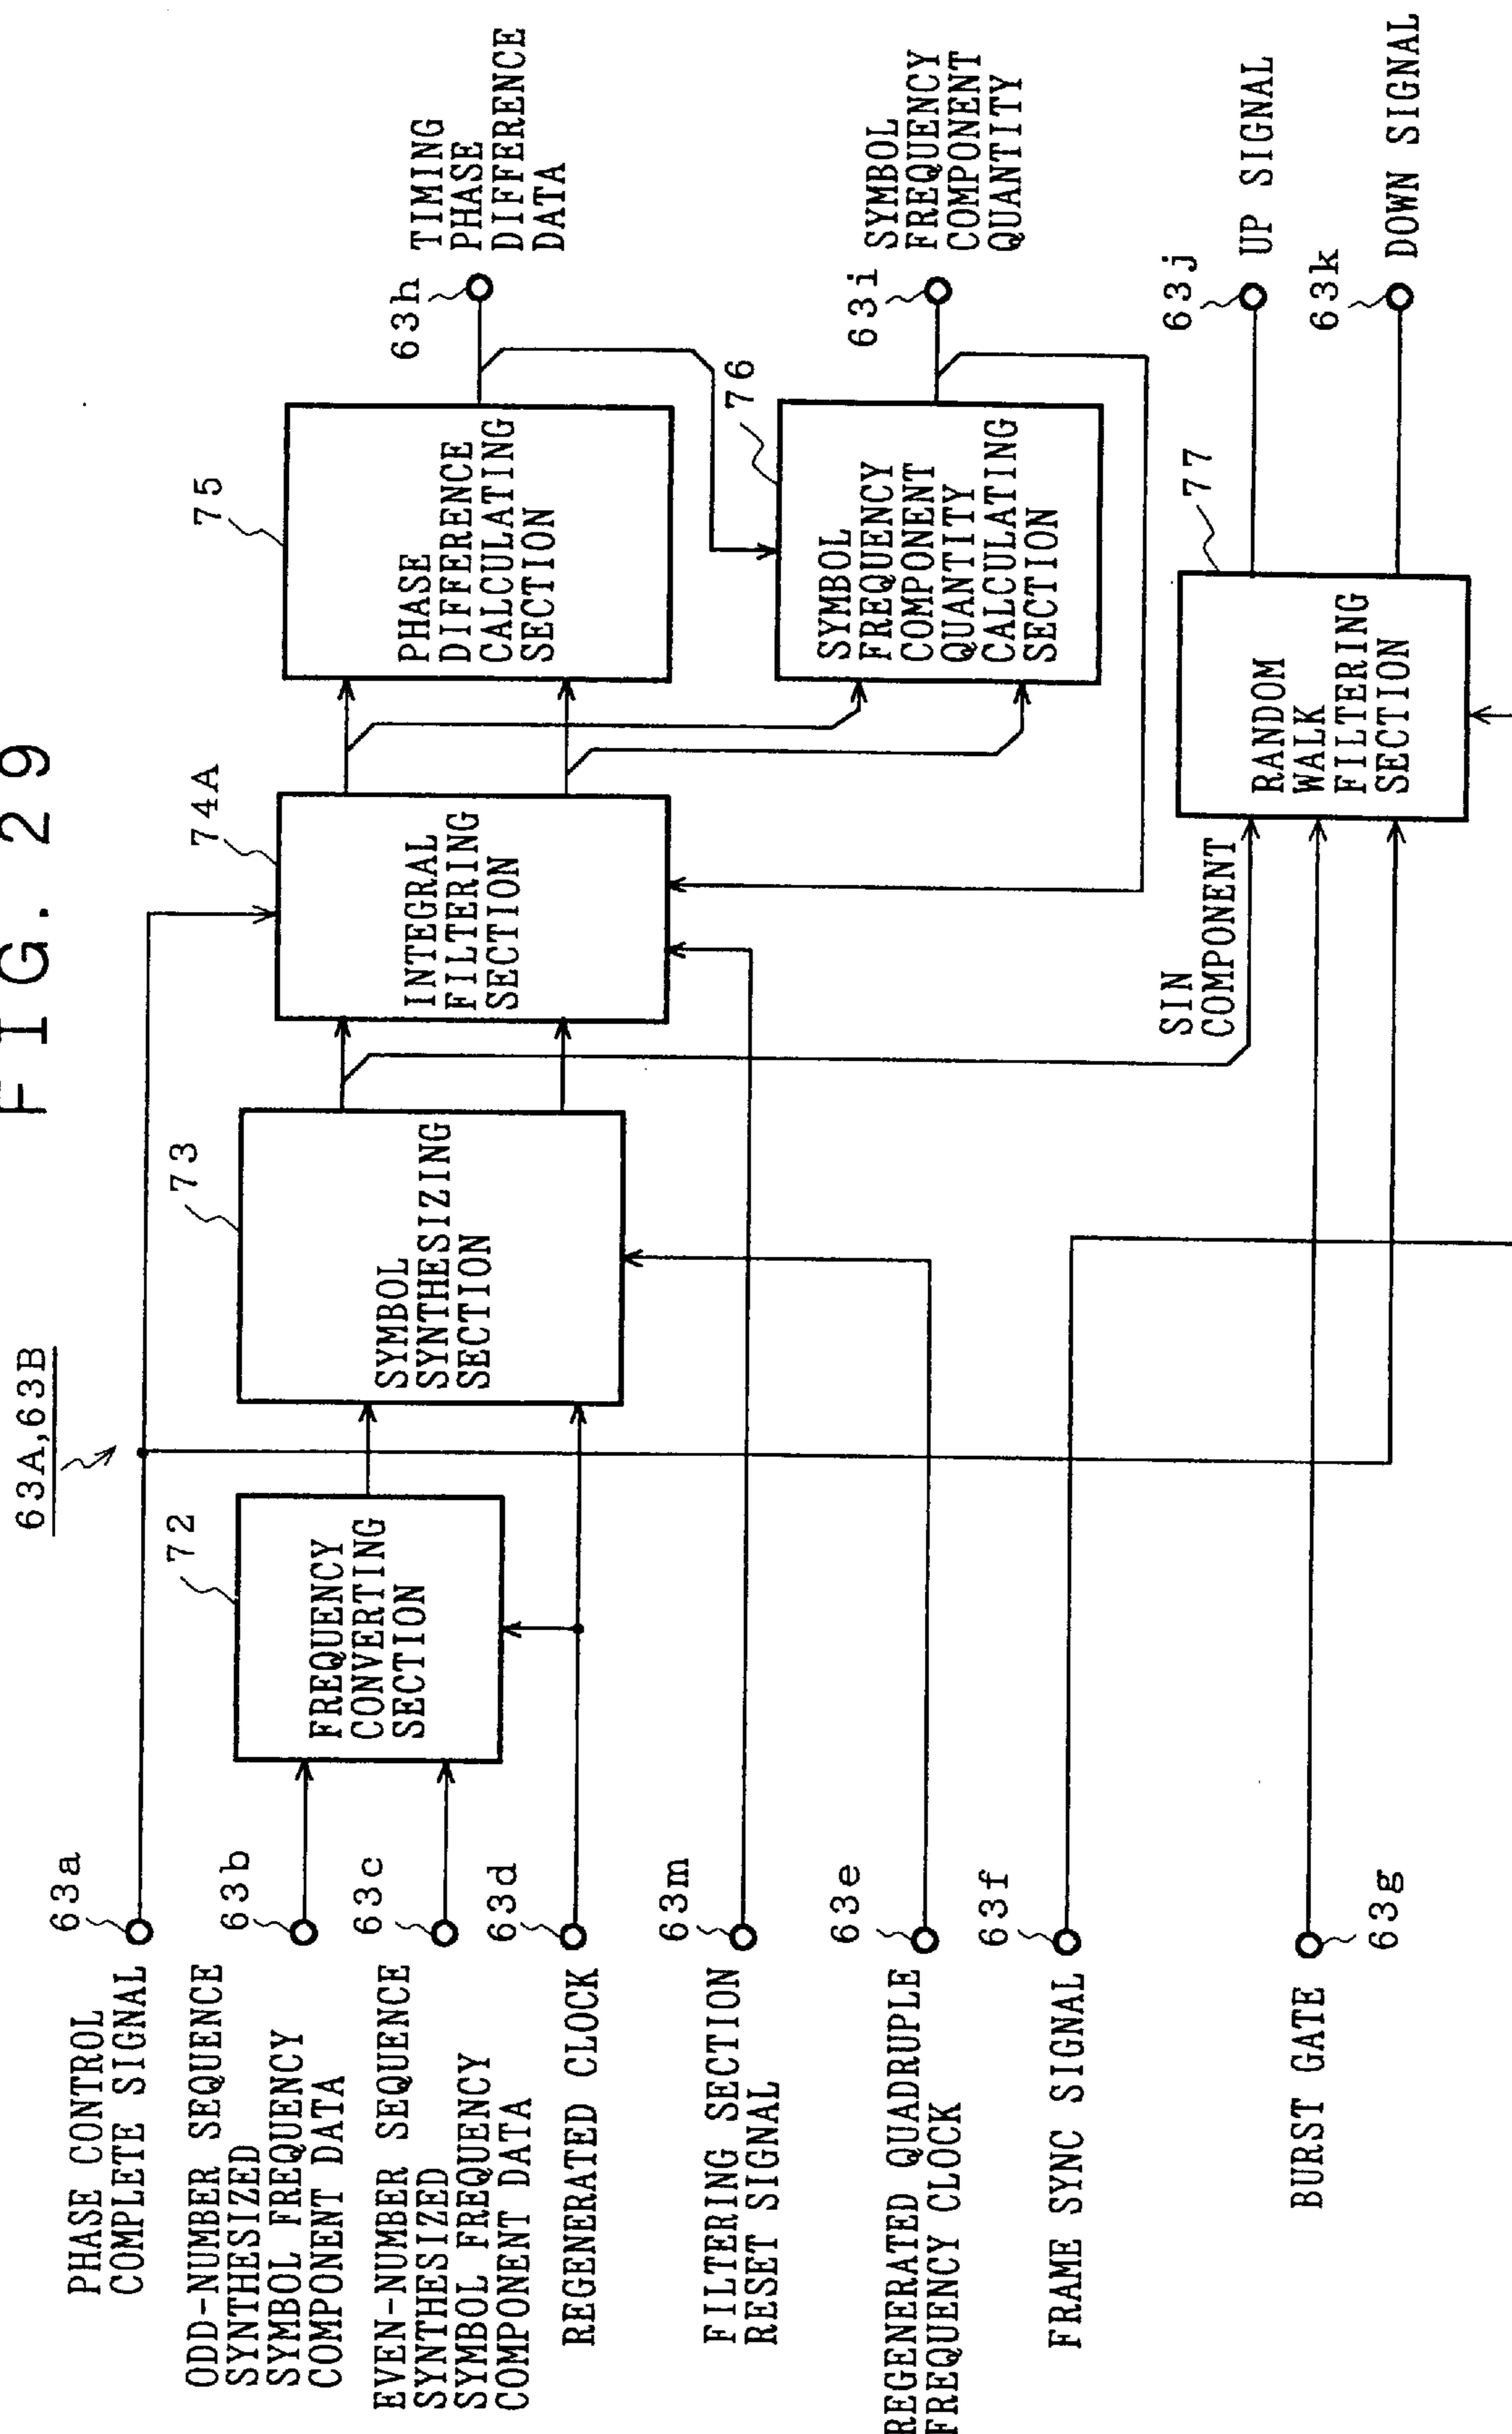 FIG. 29
63A,63B
63a
PHASE CONTROL
COMPLETE SIGNAL
63b
ODD-NUMBER SEQUENCE
SYNTHESIZED
SYMBOL FREQUENCY
COMPONENT DATA
63c
EVEN-NUMBER SEQUENCE
SYNTHESIZED
SYMBOL FREQUENCY
COMPONENT DATA
63d
REGENERATED CLOCK
63m
FILTERING SECTION
RESET SIGNAL
63e
REGENERATED QUADRUPLE
FREQUENCY CLOCK
63f
FRAME SYNC SIGNAL
BURST GATE
63g
72
FREQUENCY
CONVERTING
SECTION
73
SYMBOL
SYNTHESIZING
SECTION
74A
INTEGRAL
FILTERING
SECTION
SIN
COMPONENT
75
PHASE
DIFFERENCE
CALCULATING
SECTION
76
SYMBOL
FREQUENCY
COMPONENT
QUANTITY
CALCULATING
SECTION
77
RANDOM
WALK
FILTERING
SECTION
63h
TIMING
PHASE
DIFFERENCE
DATA
63i
SYMBOL
FREQUENCY
COMPONENT
QUANTITY
63j
UP SIGNAL
63k
DOWN SIGNAL